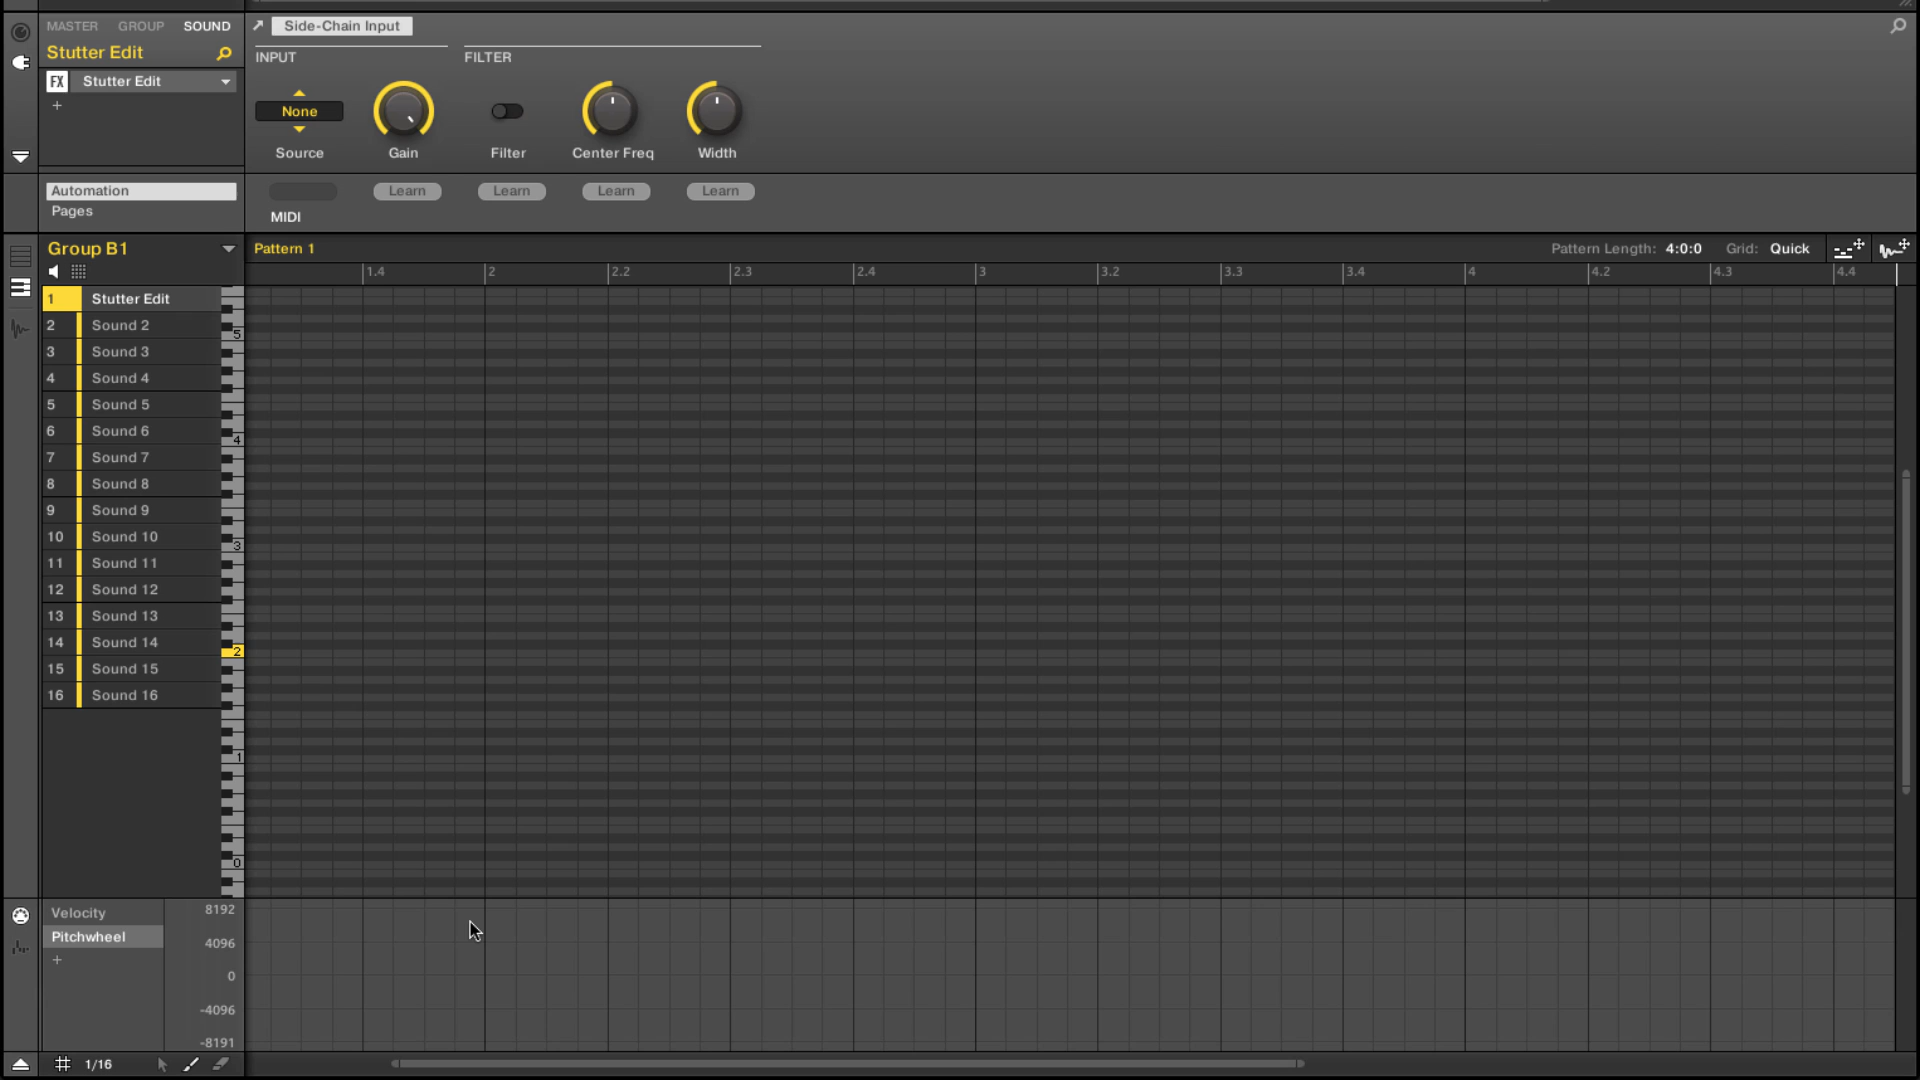 MASTER GROUP SOUND
Side-Chain Input
Stutter Edit
INPUT FILTER
FX Stutter Edit
+
None
Source Gain Filter Center Freq Width
Automation
Learn Learn Learn Learn
Pages
MIDI
Group B1
Pattern 1 Pattern Length: 4:0:0 Grid: Quick
1.4 2 2.2 2.3 2.4 3 3.2 3.3 3.4 4 4.2 4.3 4.4
1 Stutter Edit
2 Sound 2
5
3 Sound 3
4 Sound 4
5 Sound 5
6 Sound 6
4
7 Sound 7
8 Sound 8
9 Sound 9
10 Sound 10
3
11 Sound 11
12 Sound 12
13 Sound 13
14 Sound 14
2
15 Sound 15
16 Sound 16
1
0
Velocity 8192
Pitchwheel 4096
+
0
-4096
-8191
1/16